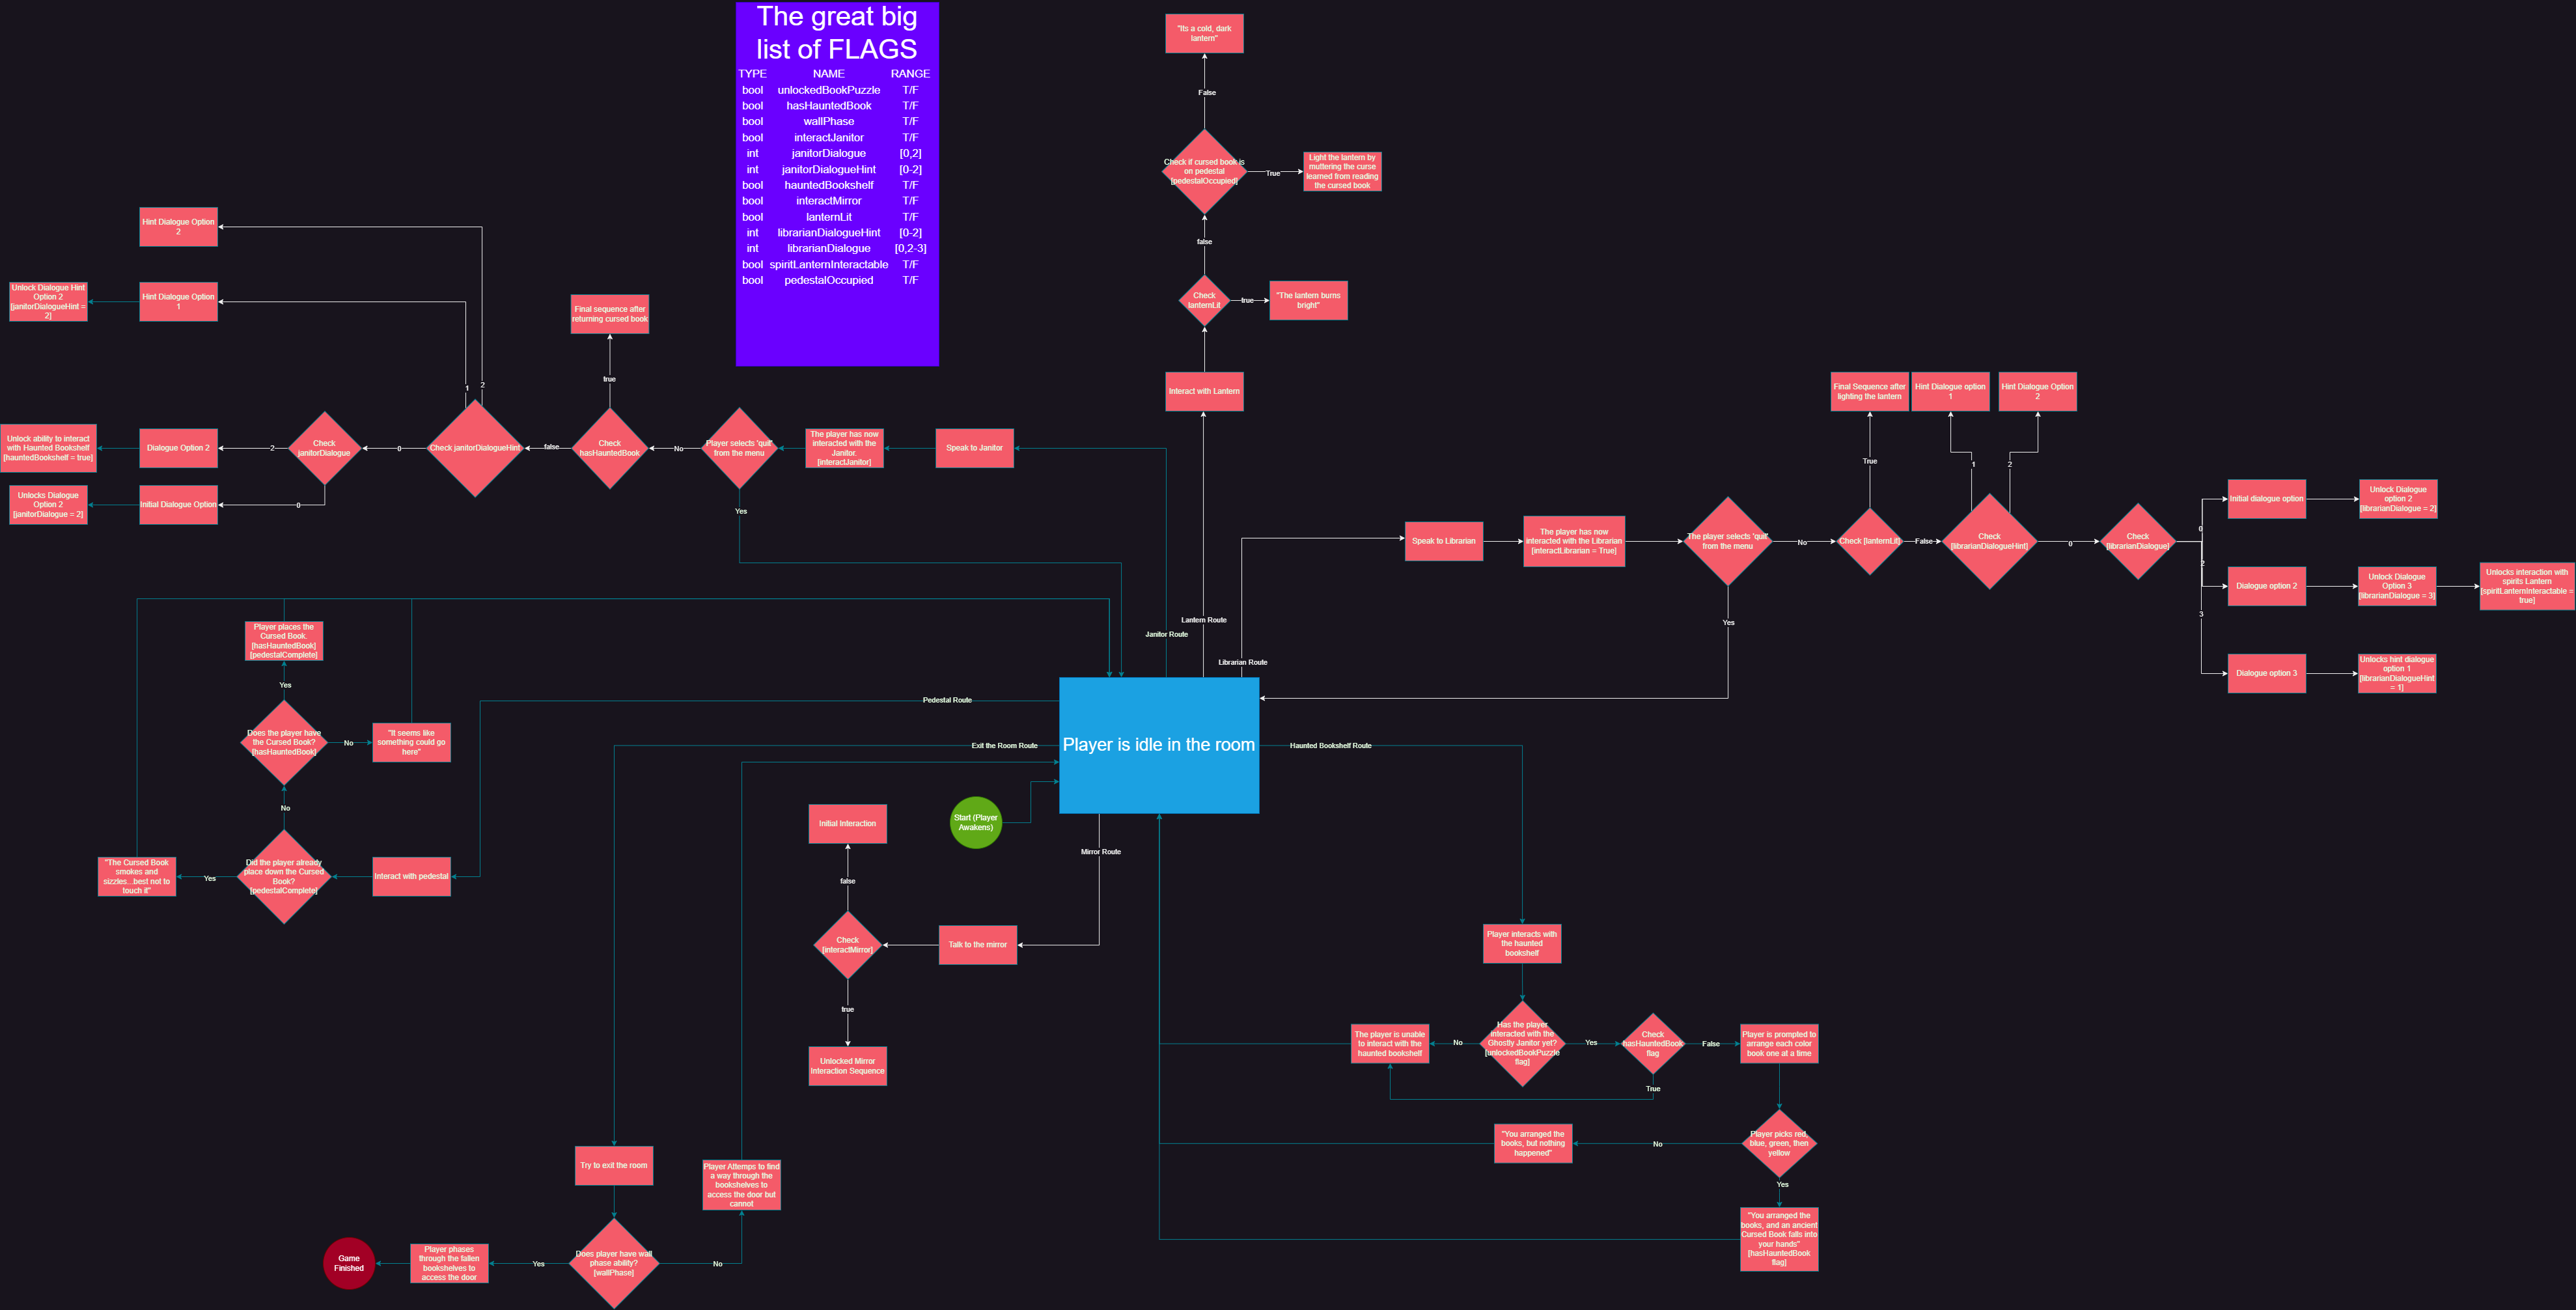 The great big
list of FLAGS
TYPE NAME RANGE
bool unlockedBookPuzzle T/F
bool hasHauntedBook T/F
bool wallPhase T/F
bool interactJanitor T/F
int janitorDialogue [0,2]
int janitorDialogueHint [0-2]
bool hauntedBookshelf T/F
bool interactMirror T/F
bool lanternLit T/F
int librarianDialogueHint [0-2]
int librarianDialogue [0,2-3]
bool spiritLanternInteractable T/F
bool pedestalOccupied T/F
"Its a cold, dark
lantern"
False
Check if cursed book is
on pedestal
[pedestalOccupied]
True
Light the lantern by
muttering the curse
learned from reading
the cursed book
false
Check
lanternLit
true
"The lantern burns
bright"
Interact with Lantern
Lantern Route
Hint Dialogue Option
2
Unlock Dialogue Hint
Option 2
[janitorDialogueHint =
2]
Hint Dialogue Option
1
1
2
Final sequence after
returning cursed book
true
Unlock ability to interact
with Haunted Bookshelf
[hauntedBookshelf = true]
Dialogue Option 2
2
Check
janitorDialogue
0
Check janitorDialogueHint
false
Check
hasHauntedBook
No
Player selects 'quit'
from the menu
The player has now
interacted with the
Janitor.
[interactJanitor]
Speak to Janitor
Unlocks Dialogue
Option 2
[janitorDialogue = 2]
Initial Dialogue Option
0
Yes
Janitor Route
Final Sequence after
lighting the lantern
Hint Dialogue option
1
Hint Dialogue Option
2
True
1
2
Speak to Librarian
The player has now
interacted with the Librarian
[interactLibrarian = True]
The player selects 'quit'
from the menu
No
Check [lanternLit]
False
Check
[librarianDialogueHint]
0
Check
[librarianDialogue]
0
2
3
Initial dialogue option
Unlock Dialogue
option 2
[librarianDialogue = 2]
Dialogue option 2
Unlock Dialogue
Option 3
[librarianDialogue = 3]
Unlocks interaction with
spirits Lantern
[spiritLanternInteractable =
true]
Dialogue option 3
Unlocks hint dialogue
option 1
[librarianDialogueHint
= 1]
Yes
Librarian Route
Player places the
Cursed Book.
[hasHauntedBook]
[pedestalComplete]
Yes
Does the player have
the Cursed Book?
[hasHauntedBook]
No
"It seems like
something could go
here"
No
"The Cursed Book
smokes and
sizzles...best not to
touch it"
Yes
Did the player already
place down the Cursed
Book?
[pedestalComplete]
Interact with pedestal
Pedestal Route
Exit the Room Route
Player is idle in the room
Haunted Bookshelf Route
Start (Player
Awakens)
Mirror Route
Initial Interaction
false
Check
[interactMirror]
Talk to the mirror
true
Unlocked Mirror
Interaction Sequence
Player interacts with
the haunted
bookshelf
The player is unable
to interact with the
haunted bookshelf
No
Has the player
interacted with the
Ghostly Janitor yet?
[unlockedBookPuzzle
flag]
Yes
Check
hasHauntedBook
flag
False
Player is prompted to
arrange each color
book one at a time
True
"You arranged the
books, but nothing
happened"
No
Player picks red,
blue, green, then
yellow
Yes
"You arranged the
books, and an ancient
Cursed Book falls into
your hands"
[hasHauntedBook
flag]
Try to exit the room
Player Attemps to find
a way through the
bookshelves to
access the door but
cannot
Game
Finished
Player phases
through the fallen
bookshelves to
access the door
Yes
Does player have wall
phase ability?
[wallPhase]
No